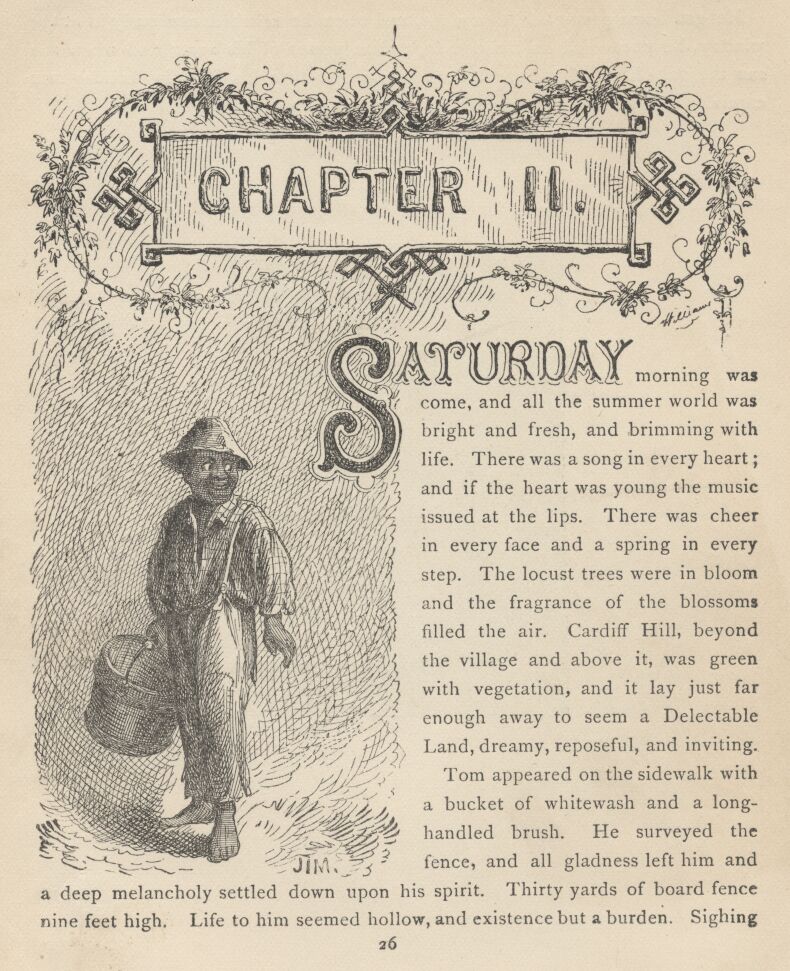 CHAPTER II.
Williams
SATURDAY morning was
come, and all the summer world was
bright and fresh, and brimming with
life. There was a song in every heart;
and if the heart was young the music
issued at the lips. There was cheer
in every face and a spring in every
step. The locust trees were in bloom
and the fragrance of the blossoms
filled the air. Cardiff Hill, beyond
the village and above it, was green
with vegetation, and it lay just far
enough away to seem a Delectable
Land, dreamy, reposeful, and inviting.
Tom appeared on the sidewalk with
a bucket of whitewash and a long-
handled brush. He surveyed the
fence, and all gladness left him and
JIM.
a deep melancholy settled down upon his spirit. Thirty yards of board fence
nine feet high. Life to him seemed hollow, and existence but a burden. Sighing
26